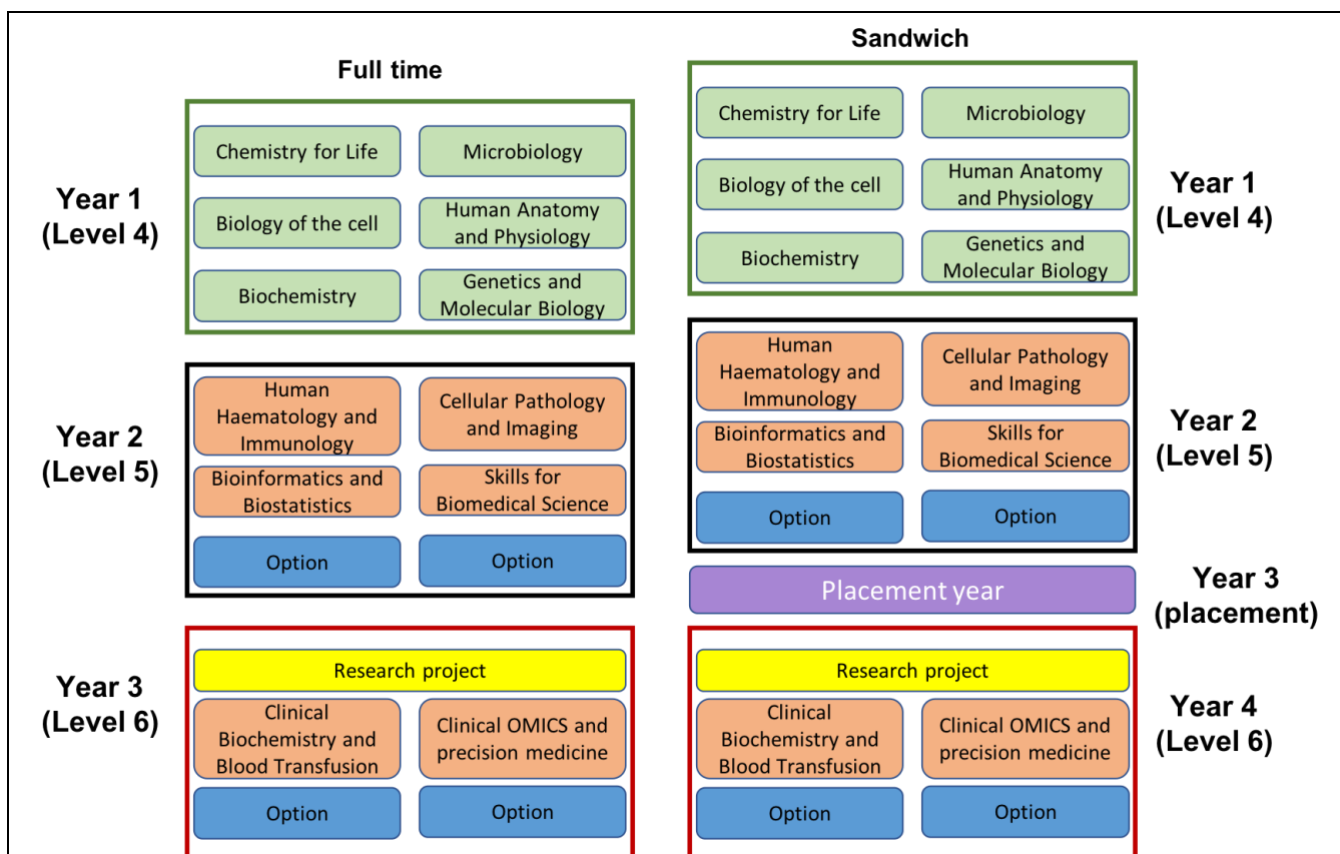 Full time
Year 1
(Level 4)
Chemistry for Life
Microbiology
Biology of the cell
Human Anatomy
and Physiology
Biochemistry
Genetics and
Molecular Biology
Year 2
(Level 5)
Human
Haematology and
Immunology
Cellular Pathology
and Imaging
Bioinformatics and
Biostatistics
Skills for
Biomedical Science
Option
Option
Year 3
(Level 6)
Research project
Clinical
Biochemistry and
Blood Transfusion
Clinical OMICS and
precision medicine
Option
Option
Sandwich
Chemistry for Life
Microbiology
Biology of the cell
Human Anatomy
and Physiology
Biochemistry
Genetics and
Molecular Biology
Year 1
(Level 4)
Human
Haematology and
Immunology
Cellular Pathology
and Imaging
Bioinformatics and
Biostatistics
Skills for
Biomedical Science
Option
Option
Year 2
(Level 5)
Placement year
Year 3
(placement)
Research project
Clinical
Biochemistry and
Blood Transfusion
Clinical OMICS and
precision medicine
Option
Option
Year 4
(Level 6)